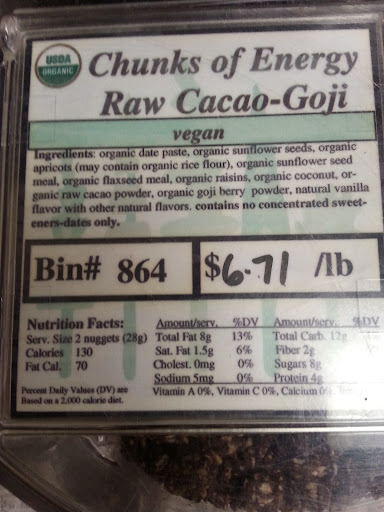 USDA
ORGANIC
Chunks of Energy
Raw Cacao-Goji
vegan
Ingredients: organic date paste, organic sunflower seeds, organic
apricots (may contain organic rice flour), organic sunflower seed
meal, organic flaxseed meal, organic raisins, organic coconut, or-
ganic raw cacao powder, organic goji berry powder, natural vanilla
flavor with other natural flavors. contains no concentrated sweet-
eners-dates only.
Bin# 864 $6.71 /lb
Nutrition Facts: Amount/serv. %DV Amount/serv. %DV
Serv. Size 2 nuggets (28g) Total Fat 8g 13% Total Carb. 12g
Calories 130 Sat. Fat 1.5g 6% Fiber 2g
Fat Cal. 70 Cholest. 0mg 0% Sugars 8g
Sodium 5mg 0% Protein 4g
Percent Daily Values (DV) are Vitamin A 0%, Vitamin C 0%, Calcium
Based on a 2,000 calorie diet.